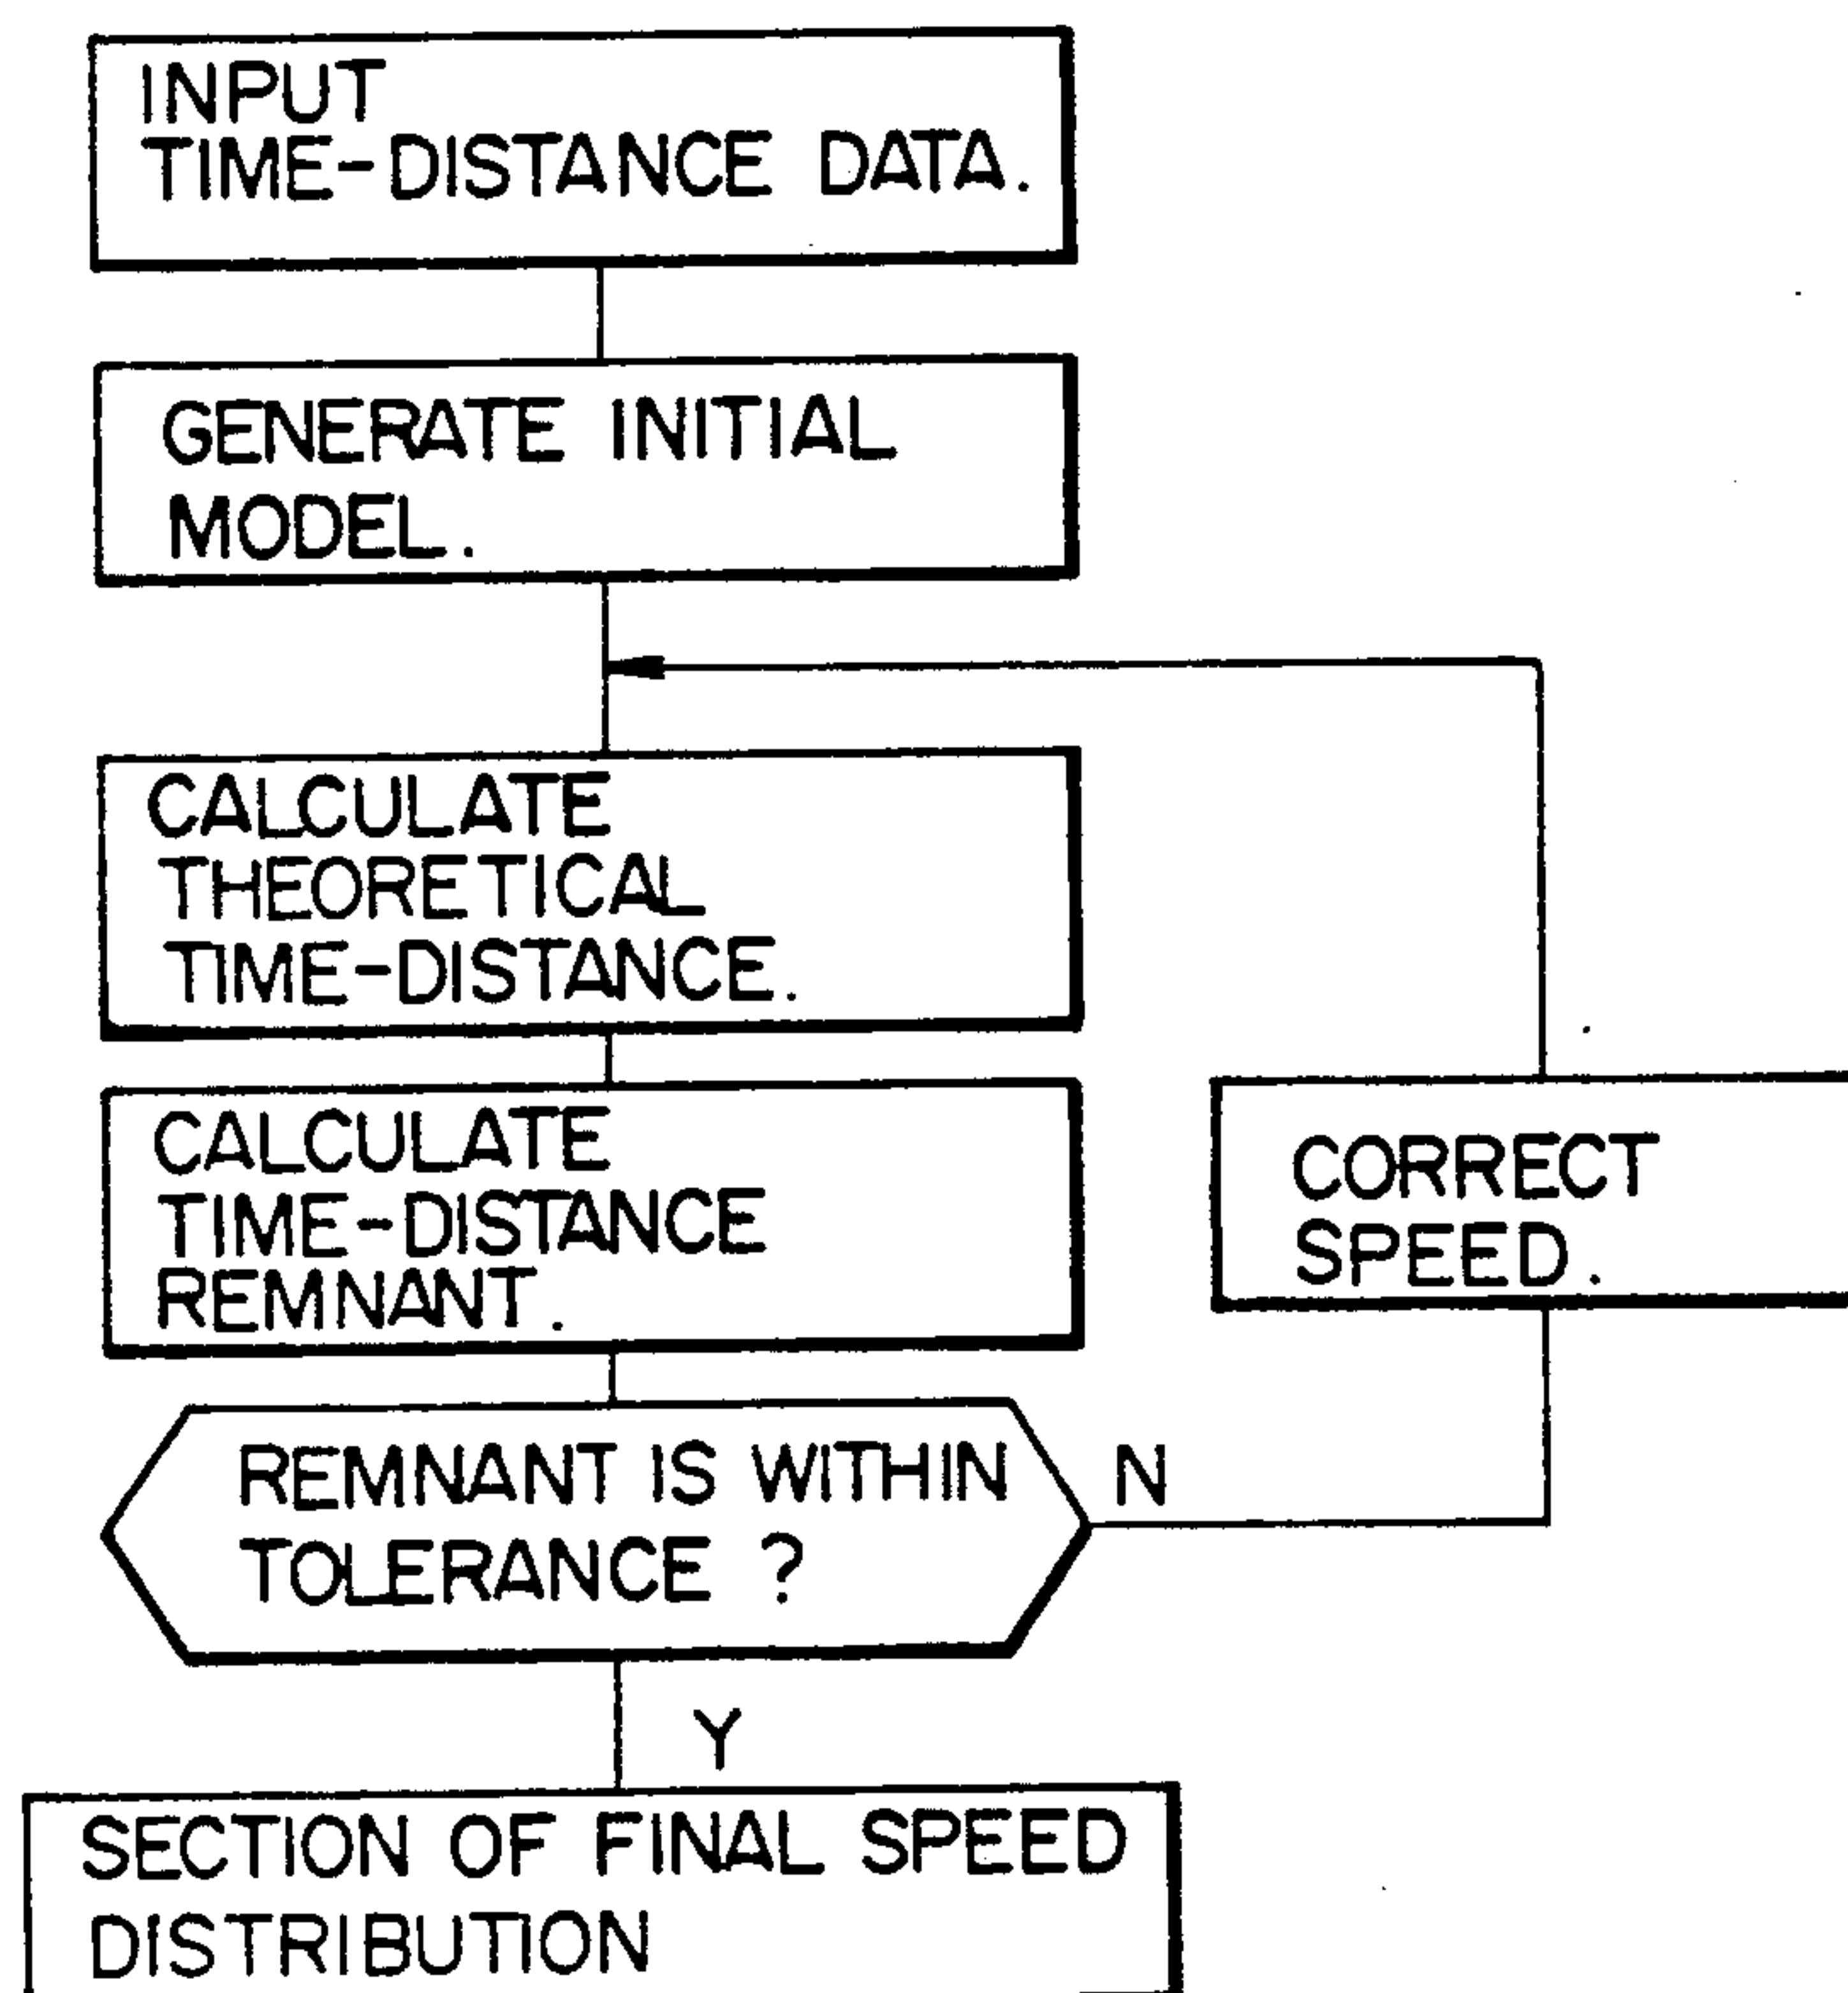 INPUT
TIME-DISTANCE DATA.
GENERATE INITIAL
MODEL.
CALCULATE
THEORETICAL
TIME-DISTANCE.
CALCULATE
TIME-DISTANCE
REMNANT.
CORRECT
SPEED.
REMNANT IS WITHIN
TOLERANCE ?
N
Y
SECTION OF FINAL SPEED
DISTRIBUTION